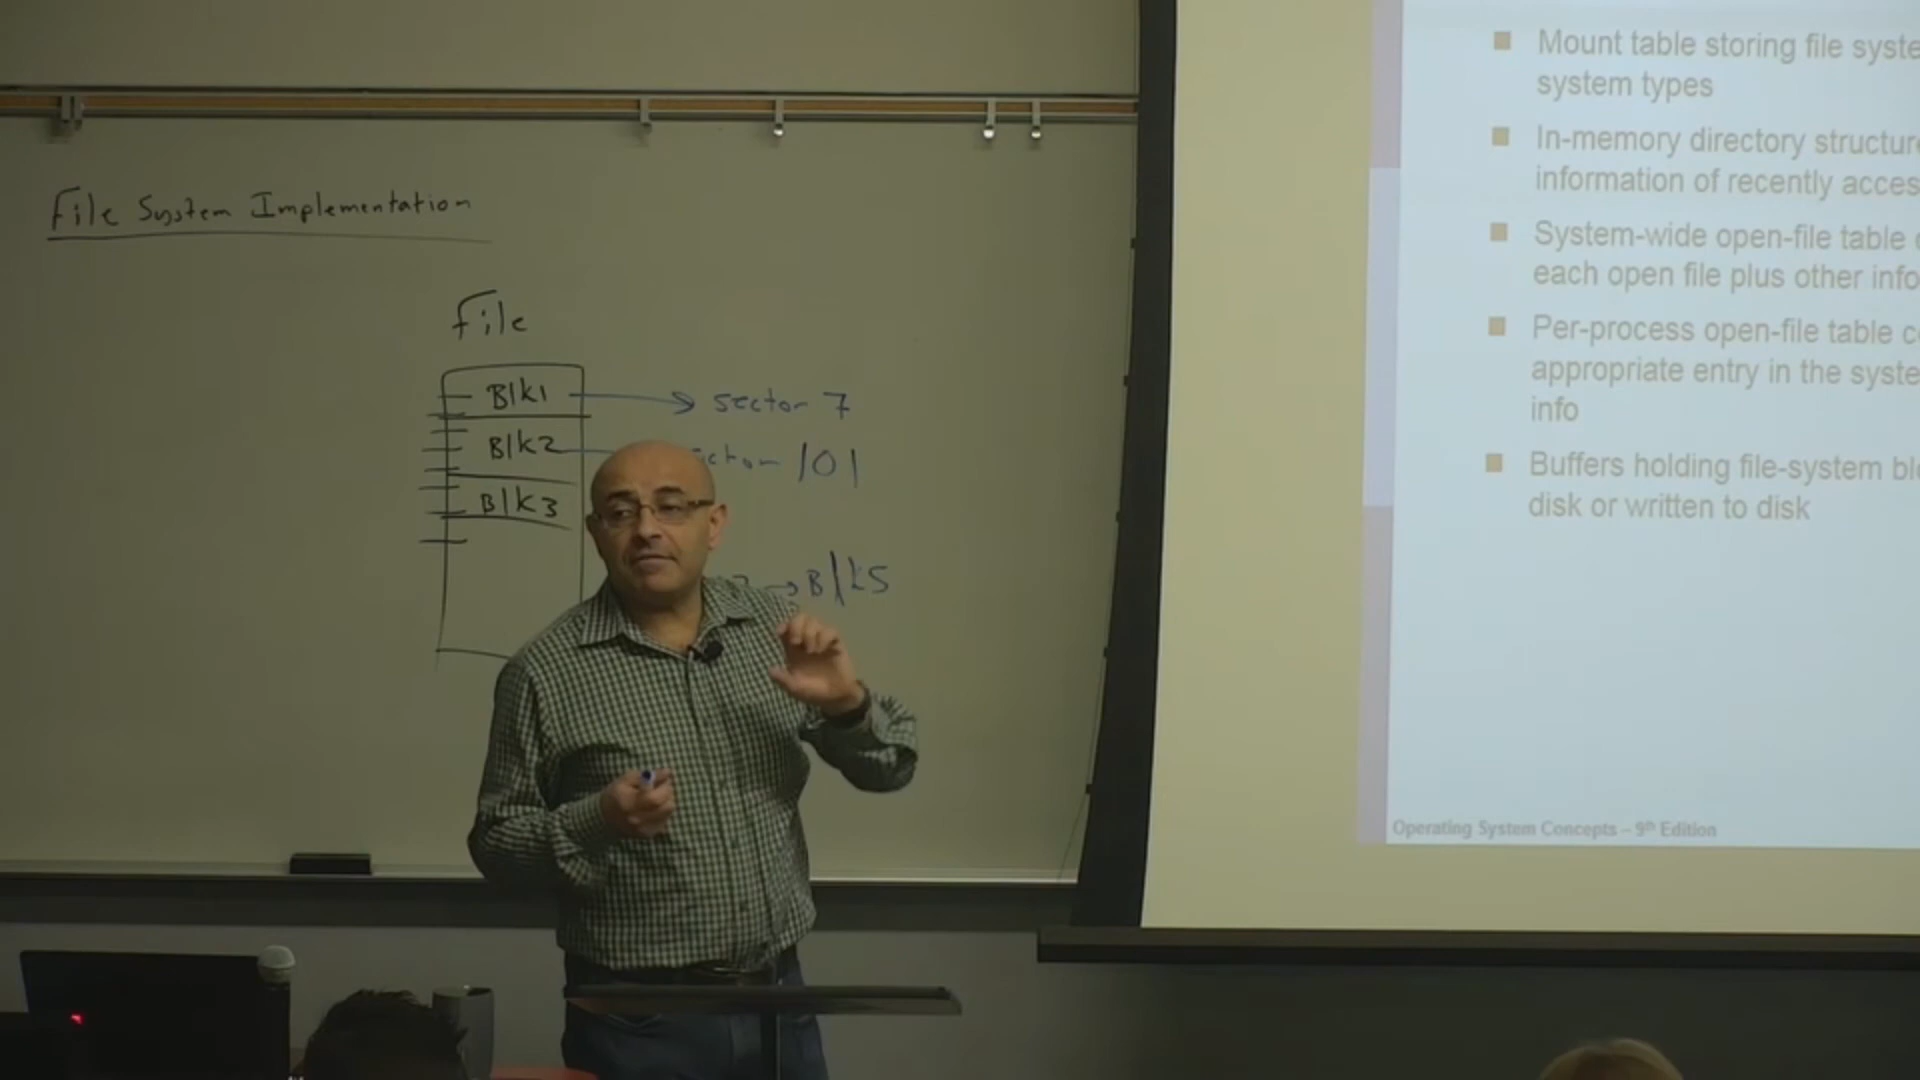 File System Implementation
File
Blk1 → sector 7
Blk2 sector 101
Blk3
→ Blk5
Mount table storing file syste
system types
In-memory directory structure
information of recently acces
System-wide open-file table
each open file plus other info
Per-process open-file table c
appropriate entry in the syste
info
Buffers holding file-system blo
disk or written to disk
Operating System Concepts – 9th Edition